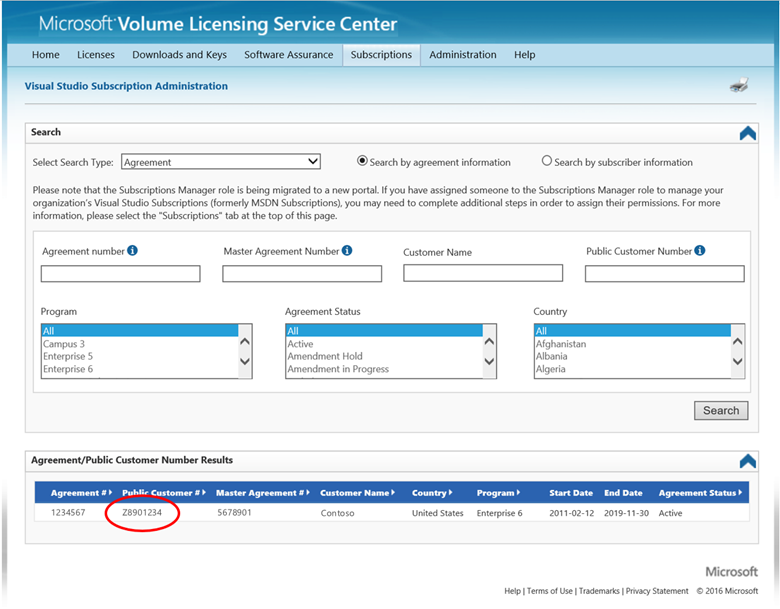 Microsoft Volume Licensing Service Center
Home Licenses Downloads and Keys Software Assurance Subscriptions Administration Help
Visual Studio Subscription Administration
Search
Select Search Type: Agreement Search by agreement information Search by subscriber information
Please note that the Subscriptions Manager role is being migrated to a new portal. If you have assigned someone to the Subscriptions Manager role to manage your
organization's Visual Studio Subscriptions (formerly MSDN Subscriptions), you may need to complete additional steps in order to assign their permissions. For more
information, please select the "Subscriptions" tab at the top of this page.
Agreement number Master Agreement Number Customer Name Public Customer Number
Program Agreement Status Country
All All All
Campus 3 Active Afghanistan
Enterprise 5 Amendment Hold Albania
Enterprise 6 Amendment in Progress Algeria
Search
Agreement/Public Customer Number Results
Agreement # Public Customer # Master Agreement # Customer Name Country Program Start Date End Date Agreement Status
1234567 Z8901234 5678901 Contoso United States Enterprise 6 2011-02-12 2019-11-30 Active
Microsoft
Help | Terms of Use | Trademarks | Privacy Statement © 2016 Microsoft